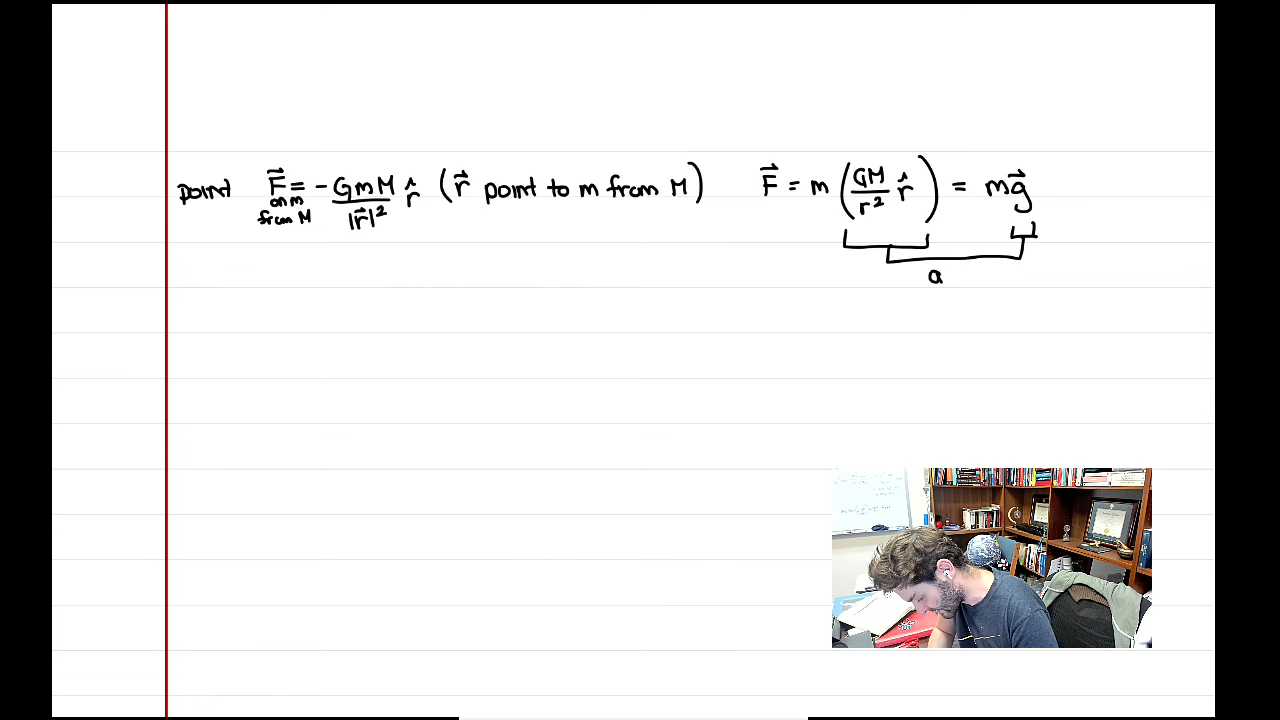 point F⃗ on m from M = - GmM/|r⃗|² r̂ (r⃗ point to m from M) F⃗ = m (GM/r² r̂) = mg⃗
a